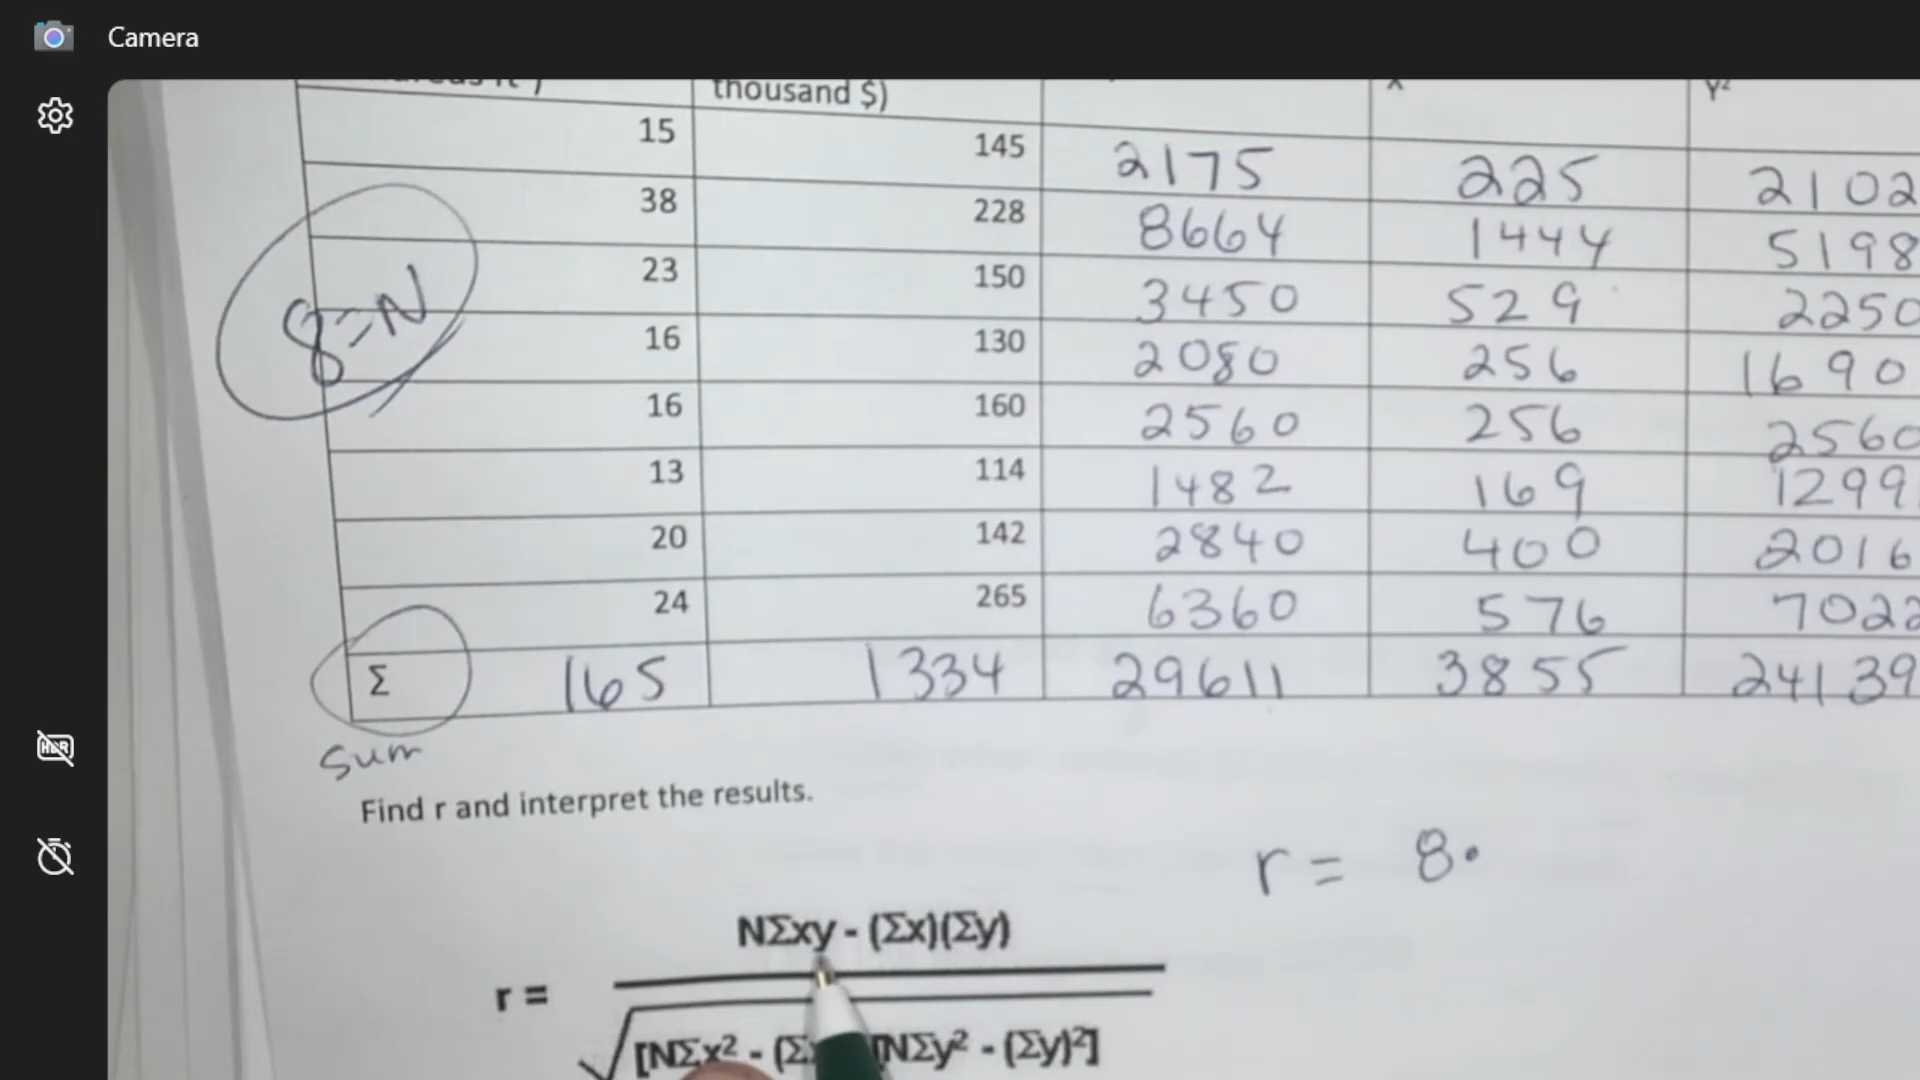 Camera
thousand $)
Y²
15 145 2175 225 2102
38 228 8664 1444 5198
23 150 3450 529 2250
16 130 2080 256 1690
16 160 2560 256 2560
13 114 1482 169 1299
20 142 2840 400 2016
24 265 6360 576 7022
8=N
Σ 165 1334 29611 3855 24139
Sum
Find r and interpret the results.
r = 8·
NΣxy - (Σx)(Σy)
r =
[NΣx² - (Σ [NΣy² - (Σy)²]
HDR